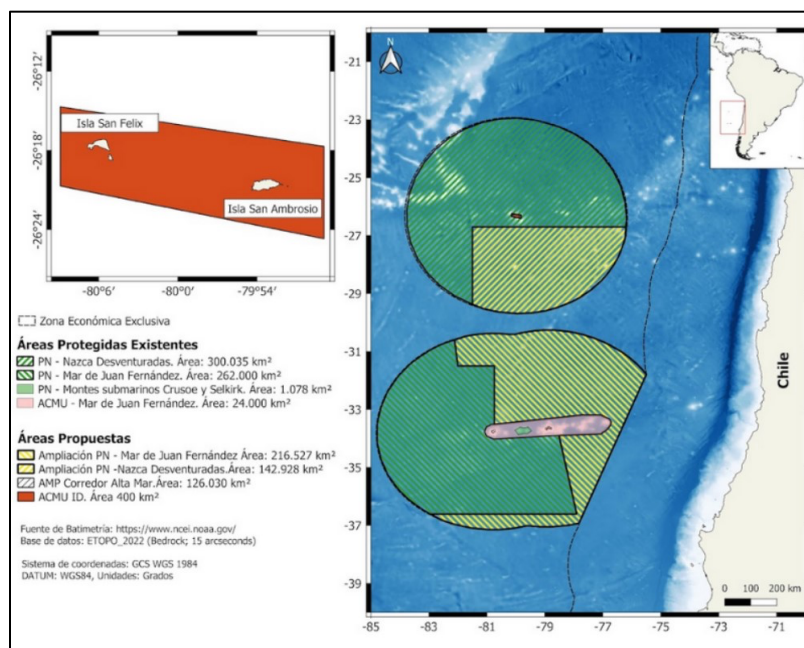 -26°12′
-26°18′
-26°24′
Isla San Felix
Isla San Ambrosio
-80°6′
-80°0′
-79°54′
Zona Económica Exclusiva
Áreas Protegidas Existentes
PN - Nazca Desventuradas. Área: 300.035 km²
PN - Mar de Juan Fernández. Área: 262.000 km²
PN - Montes submarinos Crusoe y Selkirk. Área: 1.078 km²
ACMU - Mar de Juan Fernández. Área: 24.000 km²
Áreas Propuestas
Ampliación PN - Mar de Juan Fernández Área: 216.527 km²
Ampliación PN -Nazca Desventuradas.Área: 142.928 km²
AMP Corredor Alta Mar.Área: 126.030 km²
ACMU ID. Área 400 km²
Fuente de Batimetría: https://www.ncei.noaa.gov/
Base de datos: ETOPO_2022 (Bedrock; 15 arcseconds)
Sistema de coordenadas: GCS WGS 1984
DATUM: WGS84, Unidades: Grados
N
-20
-23
-25
-27
-29
-31
-33
-35
-37
-39
Chile
0 100 200 km
-85
-83
-81
-79
-77
-75
-73
-71
-70